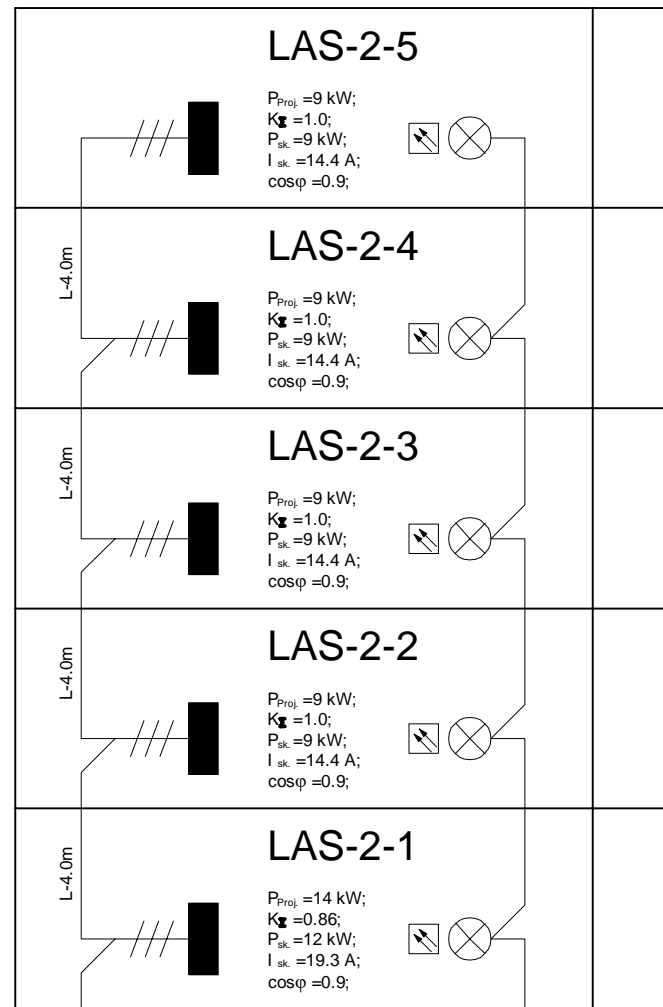 LAS-2-5
PProj. =9 kW;
KΣ =1.0;
Psk. =9 kW;
I sk. =14.4 A;
cosφ =0.9;
L-4.0m
LAS-2-4
PProj. =9 kW;
KΣ =1.0;
Psk. =9 kW;
I sk. =14.4 A;
cosφ =0.9;
L-4.0m
LAS-2-3
PProj. =9 kW;
KΣ =1.0;
Psk. =9 kW;
I sk. =14.4 A;
cosφ =0.9;
L-4.0m
LAS-2-2
PProj. =9 kW;
KΣ =1.0;
Psk. =9 kW;
I sk. =14.4 A;
cosφ =0.9;
L-4.0m
LAS-2-1
PProj. =14 kW;
KΣ =0.86;
Psk. =12 kW;
I sk. =19.3 A;
cosφ =0.9;